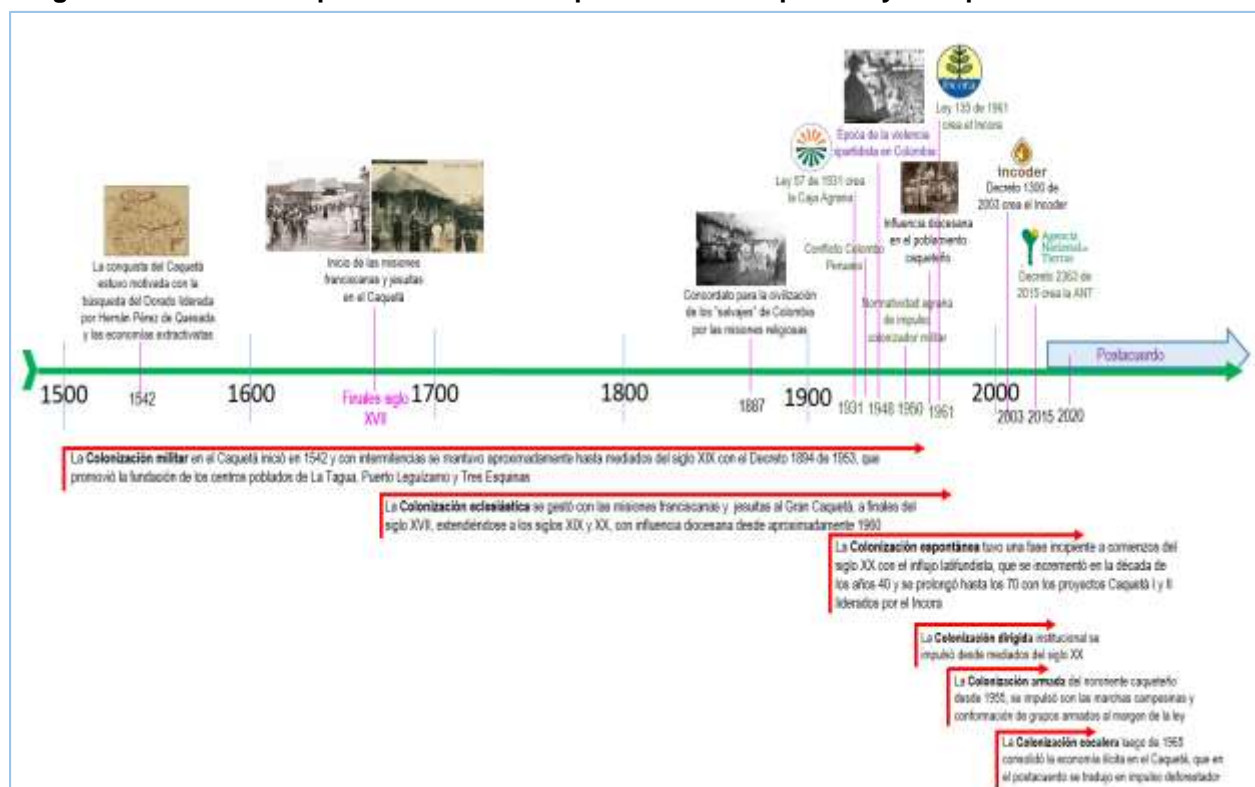 La conquista del Caquetá
estuvo motivada con la
búsqueda del Dorado liderada
por Hernán Pérez de Quesada
y las economías extractivistas
Inicio de las misiones
franciscanas y jesuitas
en el Caquetá
Concordato para la civilización
de los "salvajes" de Colombia
por las misiones religiosas
Ley 57 de 1931 crea
la Caja Agraria
Conflicto Colombo
Peruano
Época de la violencia
bipartidista en Colombia
Normatividad agraria
de impulso
colonizador militar
Influencia diocesana
en el poblamiento
caqueteño
Incora
Ley 135 de 1961
crea el Incora
Incoder
Decreto 1300 de
2003 crea el Incoder
Agencia
Nacional de
Tierras
Decreto 2363 de
2015 crea la ANT
Postacuerdo
1500
1542
1600
Finales siglo
XVII
1700
1800
1887
1900
1931
1948
1950
1961
2000
2003
2015
2020
La Colonización militar en el Caquetá inició en 1542 y con intermitencias se mantuvo aproximadamente hasta mediados del siglo XIX con el Decreto 1894 de 1953, que
promovió la fundación de los centros poblados de La Tagua, Puerto Leguízamo y Tres Esquinas
La Colonización eclesiástica se gestó con las misiones franciscanas y jesuitas al Gran Caquetá, a finales del
siglo XVII, extendiéndose a los siglos XIX y XX, con influencia diocesana desde aproximadamente
La Colonización espontánea tuvo una fase incipiente a comienzos del
siglo XX con el influjo latifundista, que se incrementó en la década de
los años 40 y se prolongó hasta los 70 con los proyectos Caquetá I y II
liderados por el Incora
La Colonización dirigida institucional se
impulsó desde mediados del siglo XX
La Colonización armada del nororiente caqueteño
desde 1955, se impulsó son las marchas campesinas y
conformación de grupos armados al margen de la ley
La Colonización cocalera luego de
consolidó la economía ilícita en el Caquetá, que en
el postacuerdo se tradujo en impulso deforestador